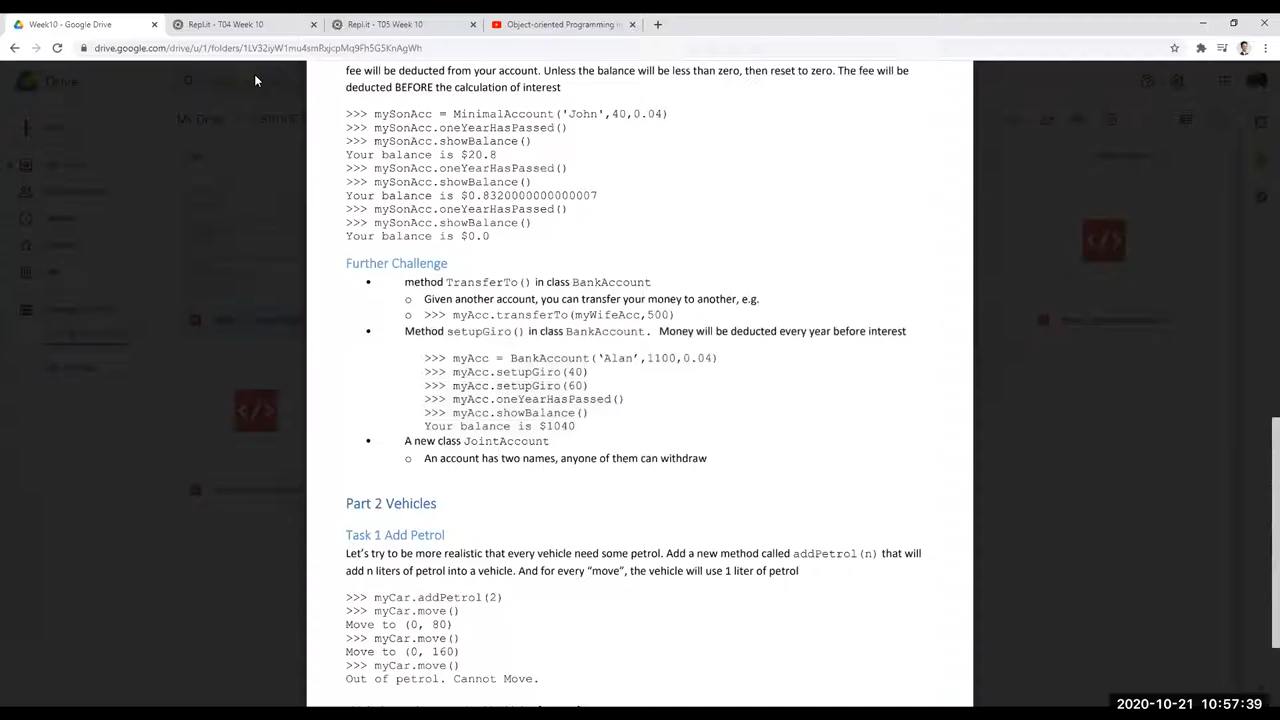 Week10 - Google Drive
Repl.it - T04 Week 10
Repl.it - T05 Week 10
Object-oriented Programming in
drive.google.com/drive/u/1/folders/1LV32iyW1mu4smRxjcpMq9Fh5G5KnAgWh
Drive
My Drive
fee will be deducted from your account. Unless the balance will be less than zero, then reset to zero. The fee will be
deducted BEFORE the calculation of interest
>>> mySonAcc = MinimalAccount('John',40,0.04)
>>> mySonAcc.oneYearHasPassed()
>>> mySonAcc.showBalance()
Your balance is $20.8
>>> mySonAcc.oneYearHasPassed()
>>> mySonAcc.showBalance()
Your balance is $0.8320000000000007
>>> mySonAcc.oneYearHasPassed()
>>> mySonAcc.showBalance()
Your balance is $0.0
Further Challenge
• method TransferTo() in class BankAccount
o Given another account, you can transfer your money to another, e.g.
o >>> myAcc.transferTo(myWifeAcc,500)
• Method setupGiro() in class BankAccount. Money will be deducted every year before interest
>>> myAcc = BankAccount(‘Alan’,1100,0.04)
>>> myAcc.setupGiro(40)
>>> myAcc.setupGiro(60)
>>> myAcc.oneYearHasPassed()
>>> myAcc.showBalance()
Your balance is $1040
• A new class JointAccount
o An account has two names, anyone of them can withdraw
Part 2 Vehicles
Task 1 Add Petrol
Let’s try to be more realistic that every vehicle need some petrol. Add a new method called addPetrol(n) that will
add n liters of petrol into a vehicle. And for every “move”, the vehicle will use 1 liter of petrol
>>> myCar.addPetrol(2)
>>> myCar.move()
Move to (0, 80)
>>> myCar.move()
Move to (0, 160)
>>> myCar.move()
Out of petrol. Cannot Move.
2020-10-21 10:57:39